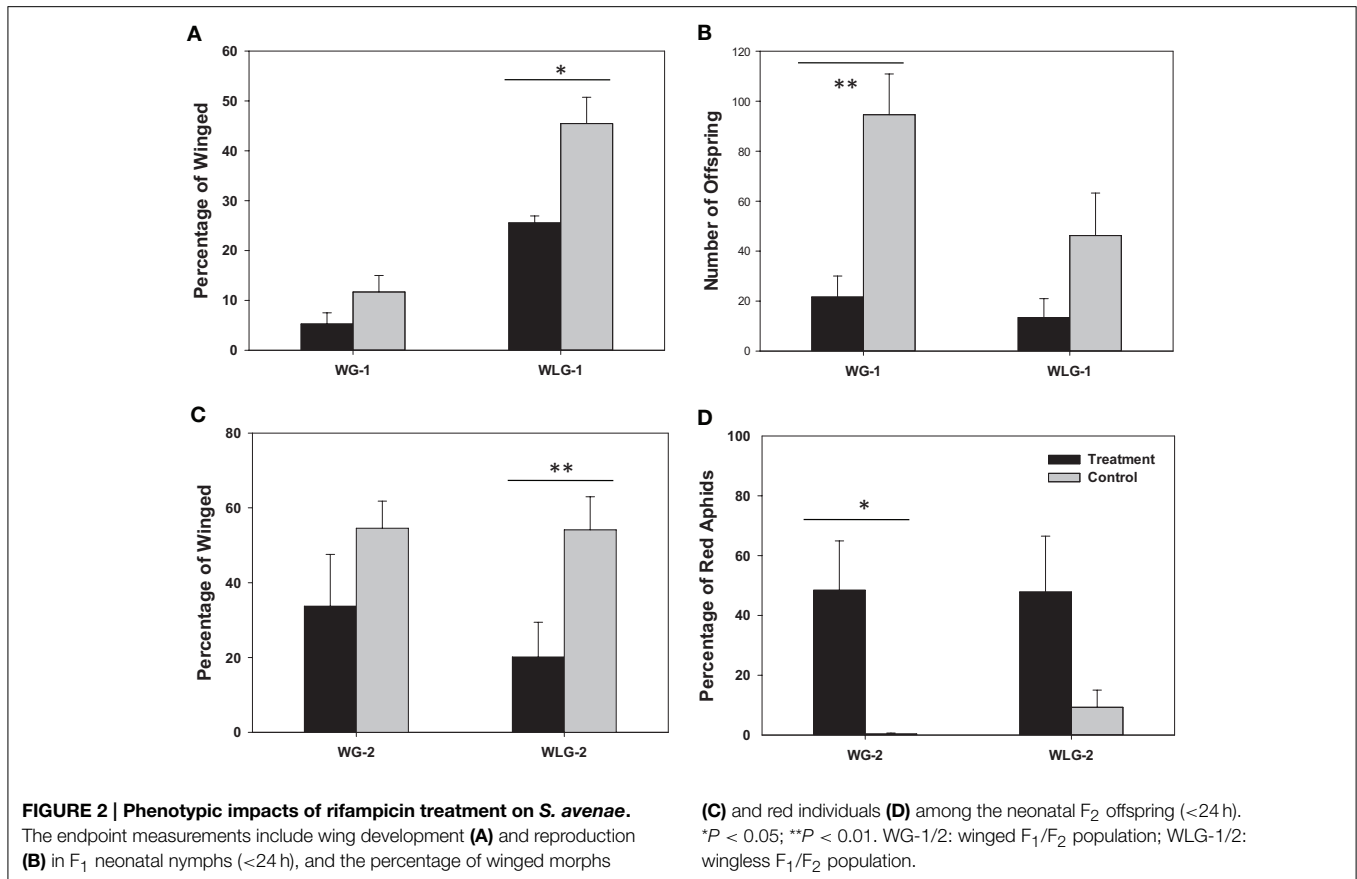 A
60
50
40
30
20
10
0
Percentage of Winged
*
WG-1
WLG-1
B
120
100
80
60
40
20
0
Number of Offspring
**
WG-1
WLG-1
C
80
60
40
20
0
Percentage of Winged
**
WG-2
WLG-2
D
100
80
60
40
20
0
Percentage of Red Aphids
*
Treatment
Control
WG-2
WLG-2
FIGURE 2 | Phenotypic impacts of rifampicin treatment on S. avenae.
The endpoint measurements include wing development (A) and reproduction
(B) in F₁ neonatal nymphs (<24 h), and the percentage of winged morphs
(C) and red individuals (D) among the neonatal F₂ offspring (<24 h).
*P < 0.05; **P < 0.01. WG-1/2: winged F₁/F₂ population; WLG-1/2:
wingless F₁/F₂ population.